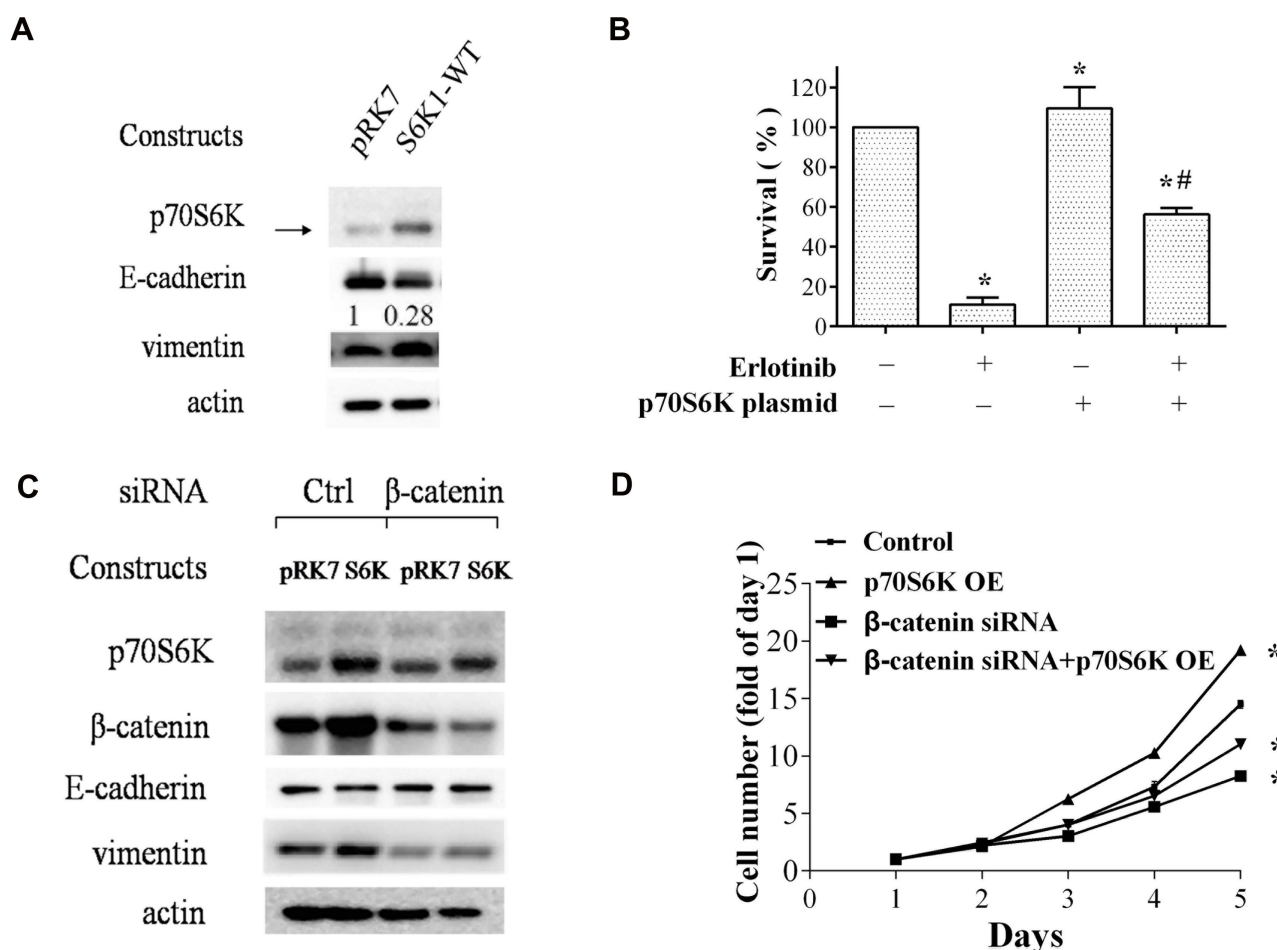 A
Constructs
pRK7
S6K1-WT
p70S6K
E-cadherin
1 0.28
vimentin
actin
B
Survival ( % )
120
100
80
60
40
20
0
*
*
*
*#
Erlotinib – + – +
p70S6K plasmid – – + +
C
siRNA Ctrl β-catenin
Constructs pRK7 S6K pRK7 S6K
p70S6K
β-catenin
E-cadherin
vimentin
actin
D
Control
p70S6K OE
β-catenin siRNA
β-catenin siRNA+p70S6K OE
Cell number (fold of day 1)
25
20
15
10
5
0
*
*
*
0 1 2 3 4 5
Days